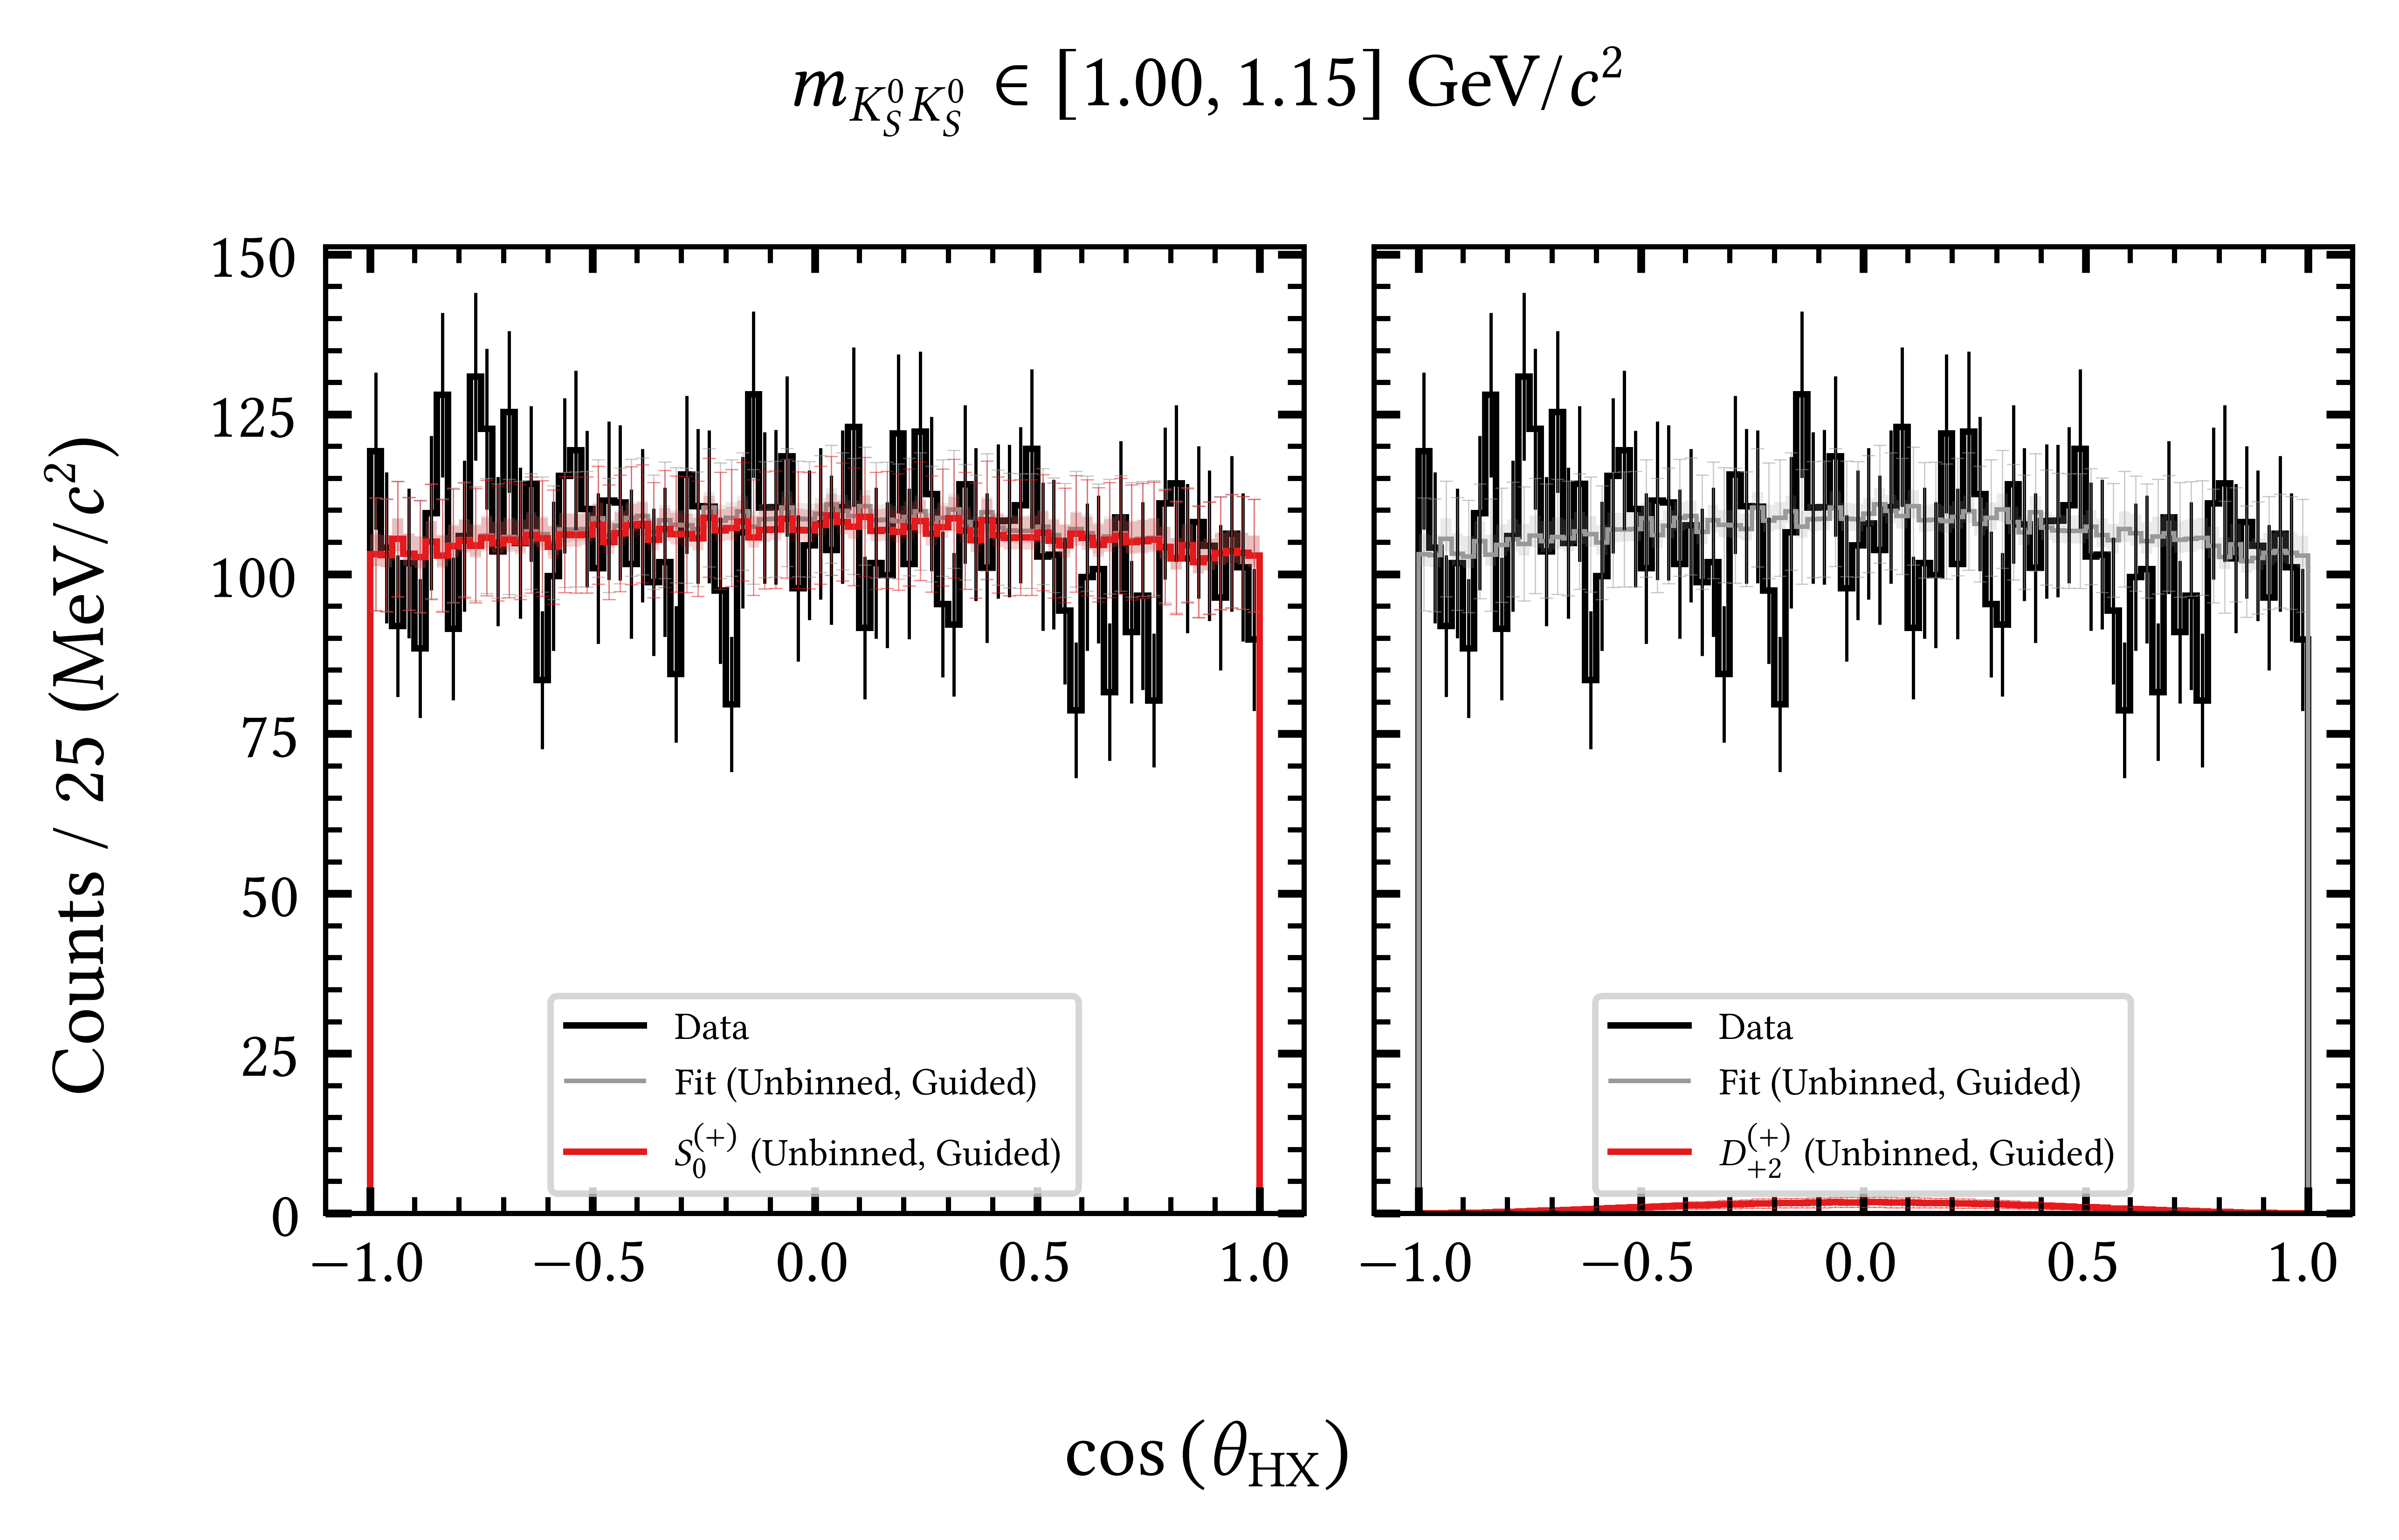 m_{K_S^0 K_S^0} ∈ [1.00, 1.15] GeV/c²
Counts / 25 (MeV/c²)
150
125
100
75
50
25
0
Data
Fit (Unbinned, Guided)
S_0^{(+)} (Unbinned, Guided)
−1.0 −0.5 0.0 0.5 1.0
Data
Fit (Unbinned, Guided)
D_{+2}^{(+)} (Unbinned, Guided)
−1.0 −0.5 0.0 0.5 1.0
cos (θ_{HX})